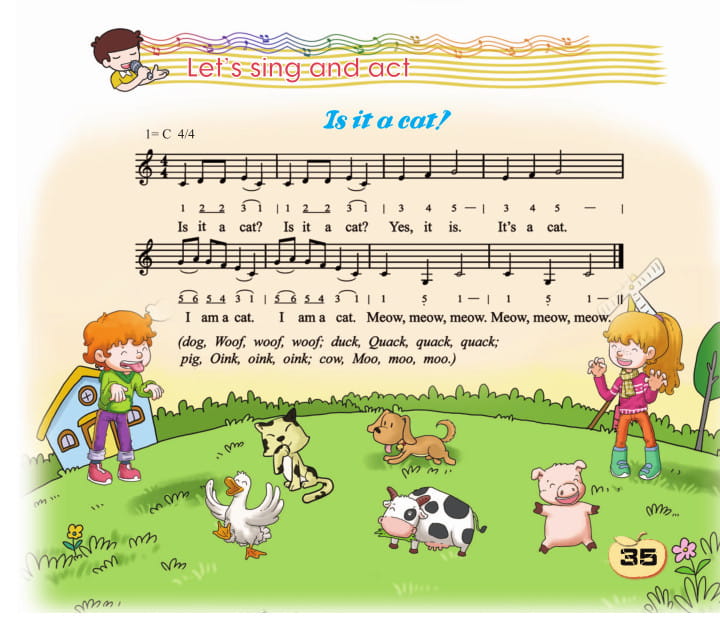 Let's sing and act
Is it a cat?
1= C 4/4
1 2 2 3 1 | 1 2 2 3 1 | 3 4 5 — | 3 4 5 — |
Is it a cat? Is it a cat? Yes, it is. It's a cat.
5 6 5 4 3 1 | 5 6 5 4 3 1 | 1 5̣ 1 — | 1 5̣ 1 — ‖
I am a cat. I am a cat. Meow, meow, meow. Meow, meow, meow.
(dog, Woof, woof, woof; duck, Quack, quack, quack;
pig, Oink, oink, oink; cow, Moo, moo, moo.)
35